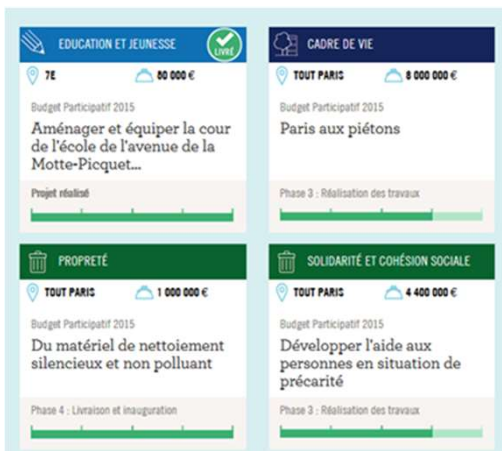 EDUCATION ET JEUNESSE
LIVRÉ
7E 80 000 €
Budget Participatif 2015
Aménager et équiper la cour
de l'école de l'avenue de la
Motte-Picquet...
Projet réalisé
CADRE DE VIE
TOUT PARIS 8 000 000 €
Budget Participatif 2015
Paris aux piétons
Phase 3 : Réalisation des travaux
PROPRETÉ
TOUT PARIS 1 000 000 €
Budget Participatif 2015
Du matériel de nettoiement
silencieux et non polluant
Phase 4 : Livraison et inauguration
SOLIDARITÉ ET COHÉSION SOCIALE
TOUT PARIS 4 400 000 €
Budget Participatif 2015
Développer l'aide aux
personnes en situation de
précarité
Phase 3 : Réalisation des travaux